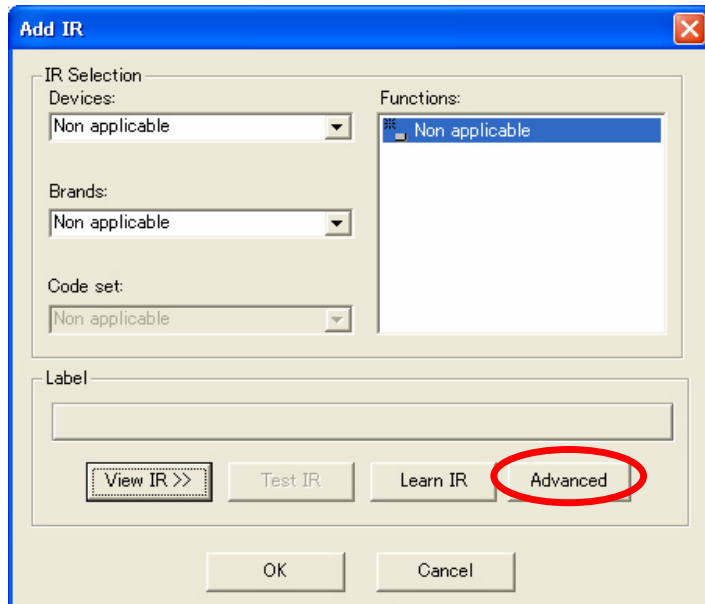 Add IR
IR Selection
Devices:
Non applicable
Brands:
Non applicable
Code set:
Non applicable
Functions:
Non applicable
Label
View IR >>
Test IR
Learn IR
Advanced
OK
Cancel